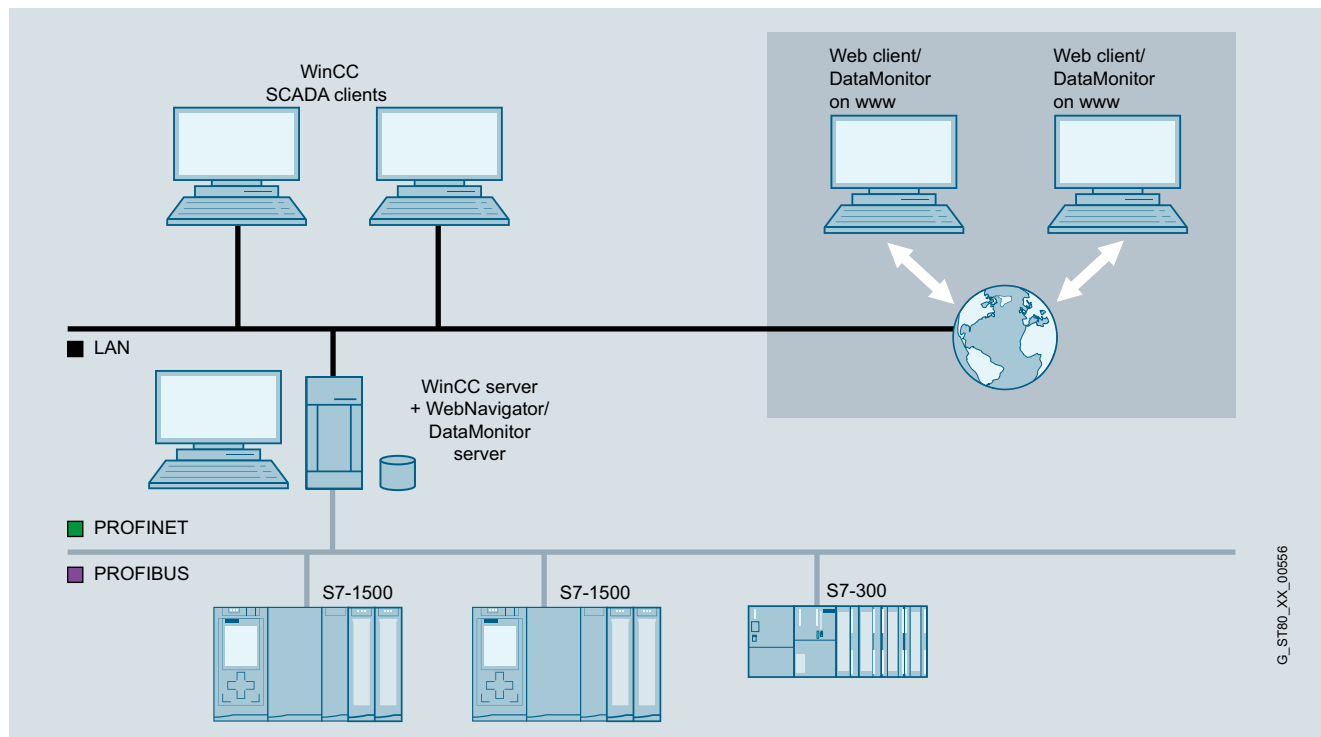 WinCC
SCADA clients
Web client/
DataMonitor
on www
Web client/
DataMonitor
on www
LAN
WinCC server
+ WebNavigator/
DataMonitor
server
PROFINET
PROFIBUS
S7-1500
S7-1500
S7-300
G_ST80_XX_00556